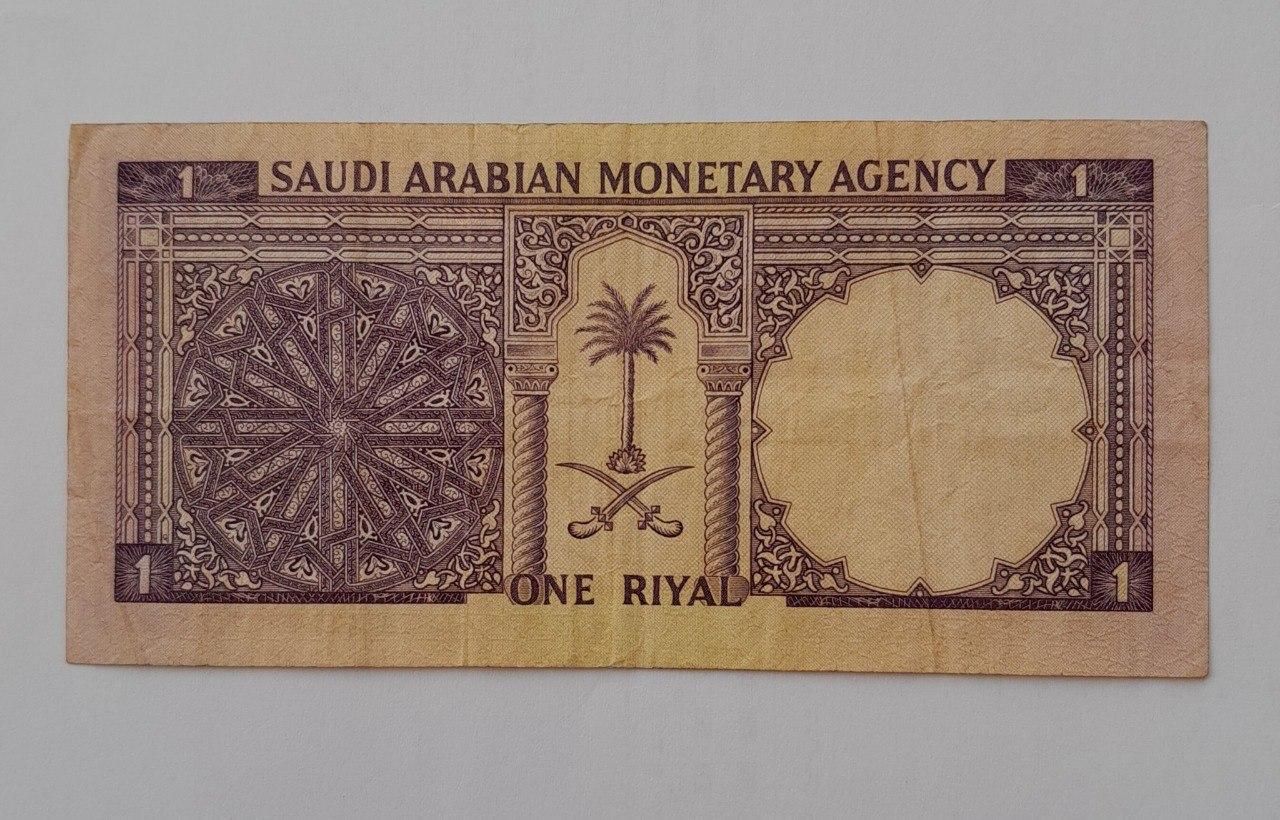 1 SAUDI ARABIAN MONETARY AGENCY 1
1 ONE RIYAL 1